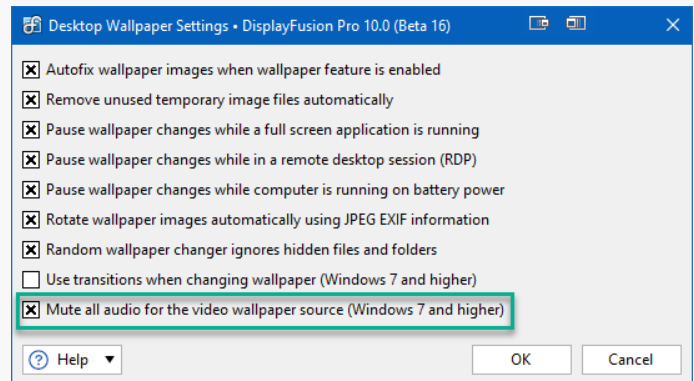 Desktop Wallpaper Settings • DisplayFusion Pro 10.0 (Beta 16)
Autofix wallpaper images when wallpaper feature is enabled
Remove unused temporary image files automatically
Pause wallpaper changes while a full screen application is running
Pause wallpaper changes while in a remote desktop session (RDP)
Pause wallpaper changes while computer is running on battery power
Rotate wallpaper images automatically using JPEG EXIF information
Random wallpaper changer ignores hidden files and folders
Use transitions when changing wallpaper (Windows 7 and higher)
Mute all audio for the video wallpaper source (Windows 7 and higher)
Help OK Cancel